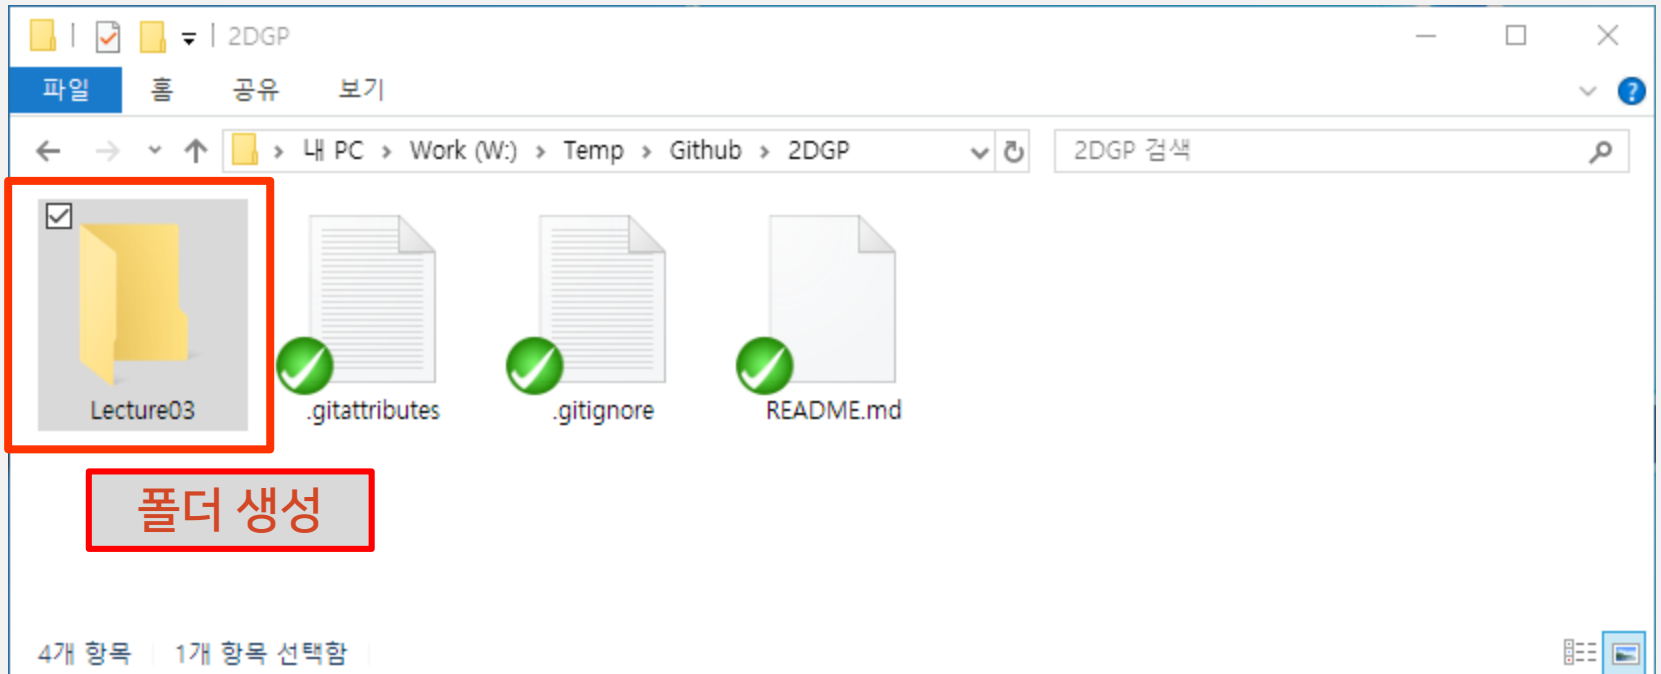 2DGP
파일 홈 공유 보기
내 PC > Work (W:) > Temp > Github > 2DGP
2DGP 검색
Lecture03 .gitattributes .gitignore README.md
폴더 생성
4개 항목 1개 항목 선택함